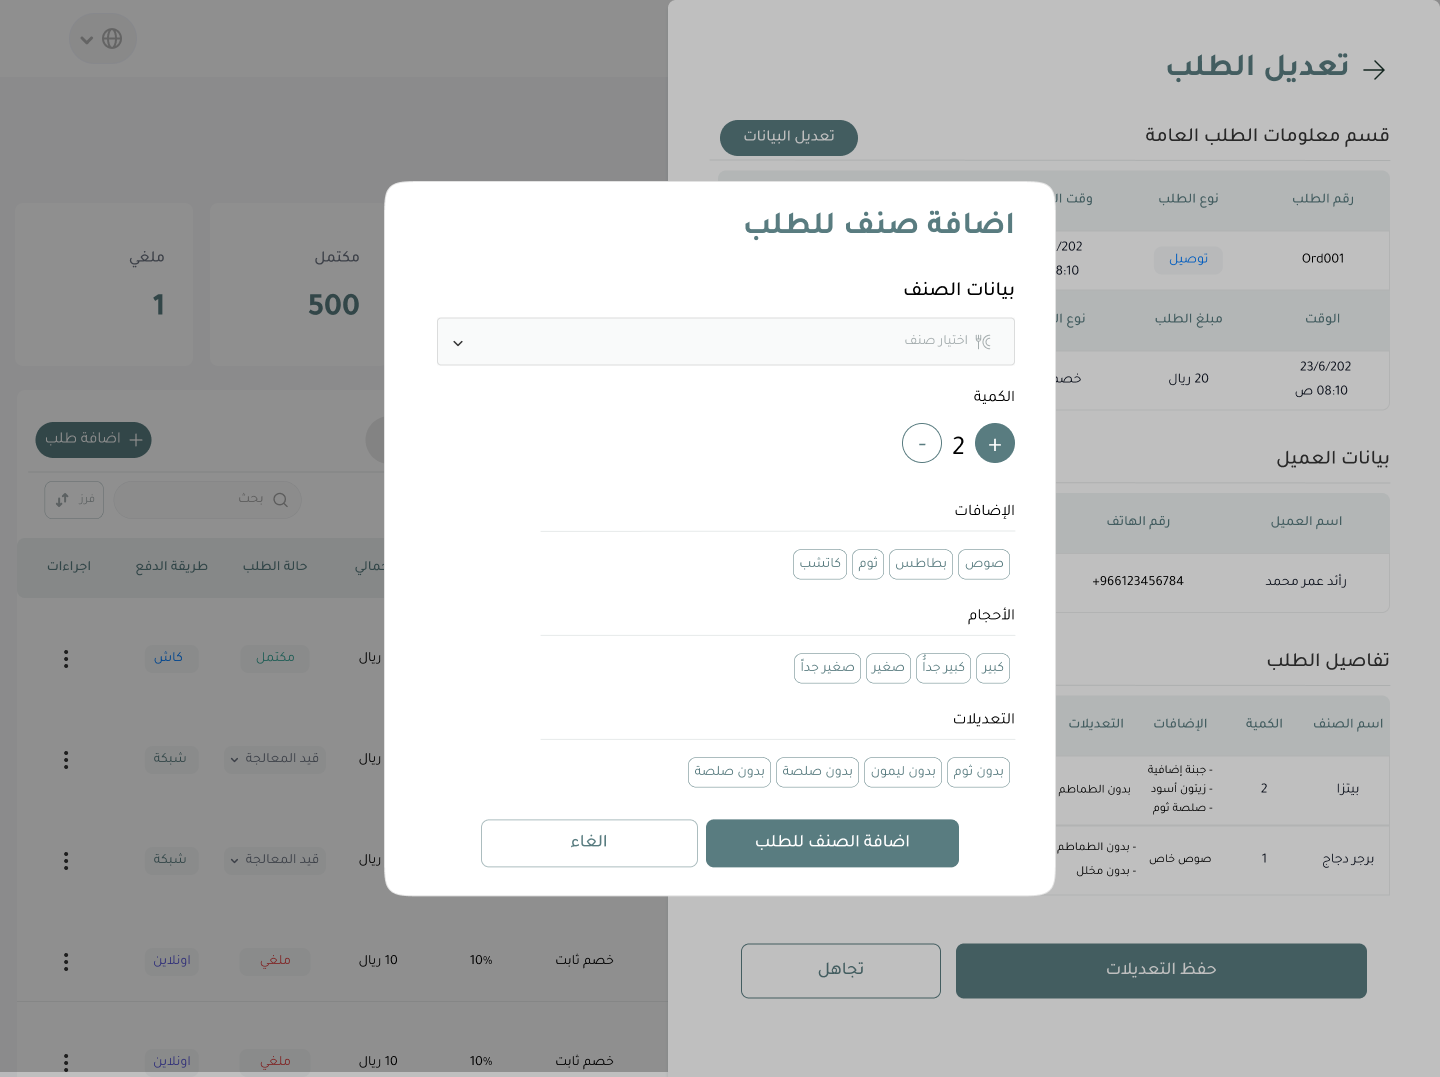 تعديل الطلب
قسم معلومات الطلب العامة
تعديل البيانات
رقم الطلب
نوع الطلب
وقت
Ord001
توصيل
/202
8:10
الوقت
مبلغ الطلب
نوع
23/6/202
08:10 ص
20 ريال
بيانات العميل
اسم العميل
رقم الهاتف
رائد عمر محمد
+966123456784
تفاصيل الطلب
اسم الصنف
الكمية
الإضافات
التعديلات
بيتزا
2
- جبنة إضافية
- زيتون أسود
- صلصة ثوم
بدون الطماطم
برجر دجاج
1
صوص خاص
- بدون الطماطم
- بدون مخلل
حفظ التعديلات
تجاهل
اضافة صنف للطلب
بيانات الصنف
اختيار صنف
الكمية
+ 2 -
الإضافات
صوص
بطاطس
ثوم
كاتشب
الأحجام
كبير
كبير جداً
صغير
صغير جداً
التعديلات
بدون ثوم
بدون ليمون
بدون صلصة
بدون صلصة
اضافة الصنف للطلب
الغاء
مكتمل
500
ملغي
1
اضافة طلب
بحث
فرز
حالة الطلب
طريقة الدفع
اجراءات
ريال
مكتمل
كاش
ريال
قيد المعالجة
شبكة
ريال
قيد المعالجة
شبكة
خصم ثابت
10%
10 ريال
ملغي
اونلاين
خصم ثابت
10%
10 ريال
ملغي
اونلاين